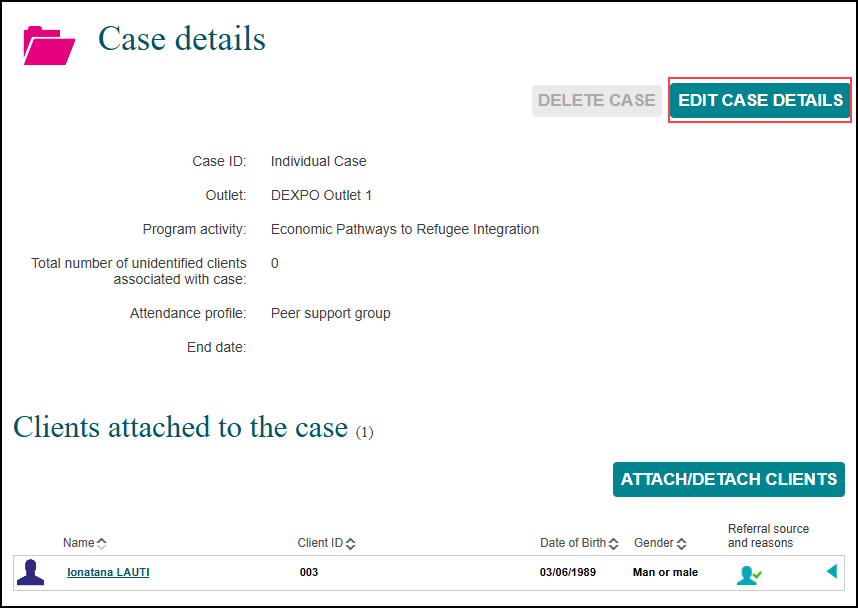 Case details
DELETE CASE
EDIT CASE DETAILS
Case ID: Individual Case
Outlet: DEXPO Outlet 1
Program activity: Economic Pathways to Refugee Integration
Total number of unidentified clients 0
associated with case:
Attendance profile: Peer support group
End date:
Clients attached to the case (1)
ATTACH/DETACH CLIENTS
Name Client ID Date of Birth Gender Referral source
and reasons
Ionatana LAUTI 003 03/06/1989 Man or male